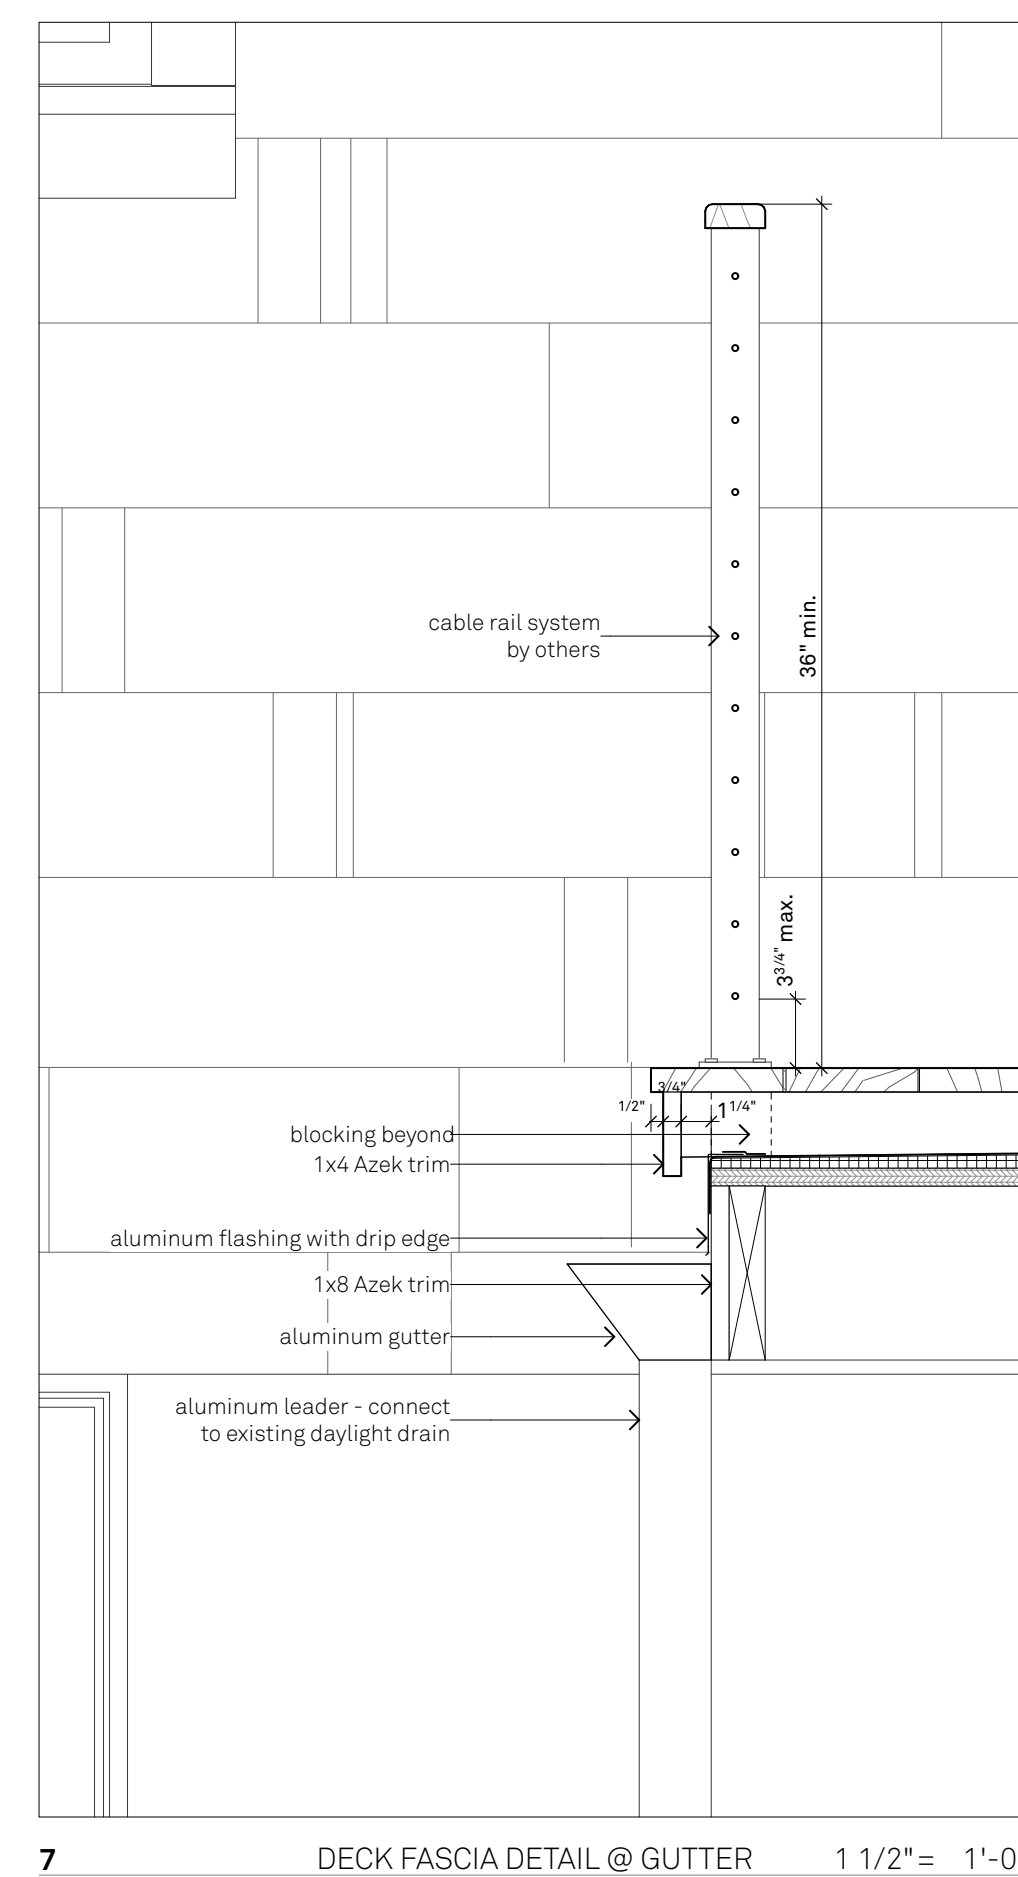 cable rail system
by others
36" min.
3 3/4" max.
3/4"
1/2"
1 1/4"
blocking beyond
1x4 Azek trim
aluminum flashing with drip edge
1x8 Azek trim
aluminum gutter
aluminum leader - connect
to existing daylight drain
7 DECK FASCIA DETAIL @ GUTTER 1 1/2" = 1'-0